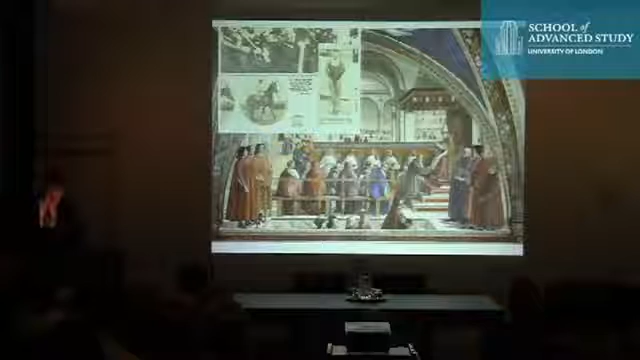 SCHOOL of
ADVANCED STUDY
UNIVERSITY OF LONDON